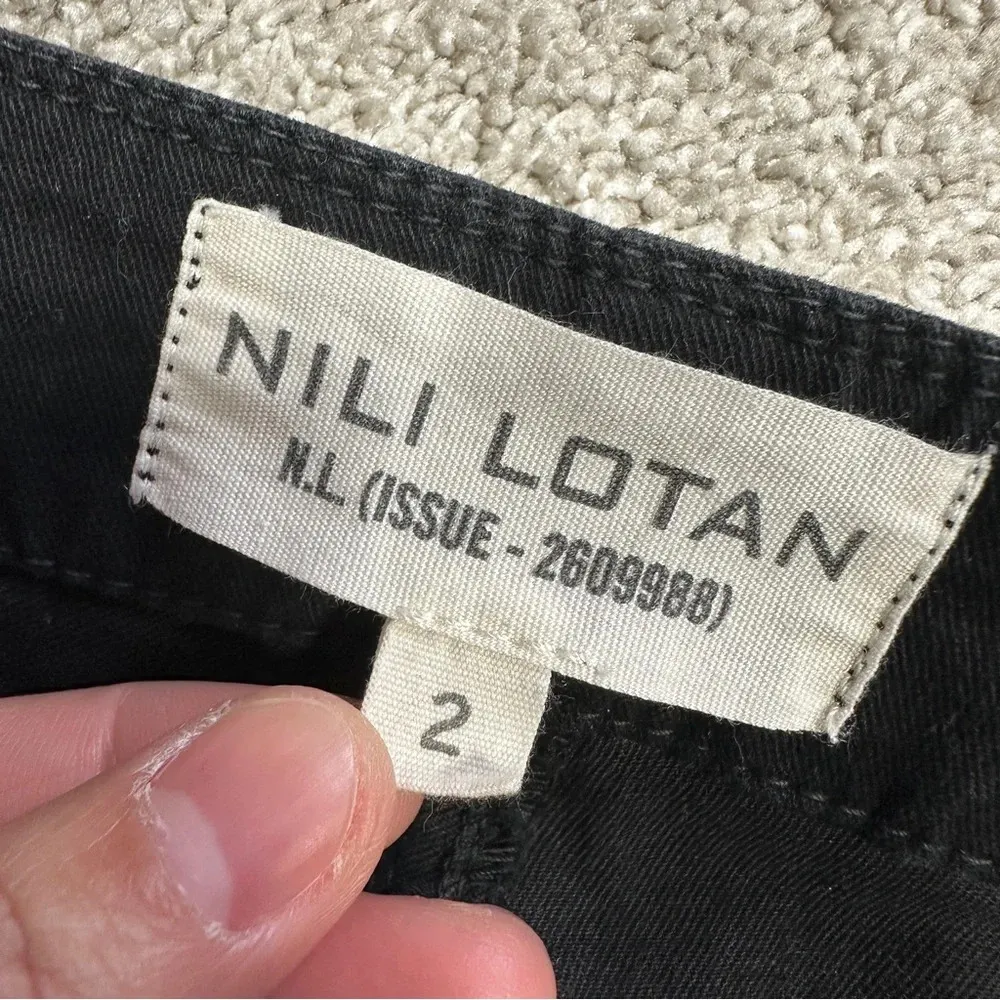 NILI LOTAN
N.L. (ISSUE - 2609988)
2